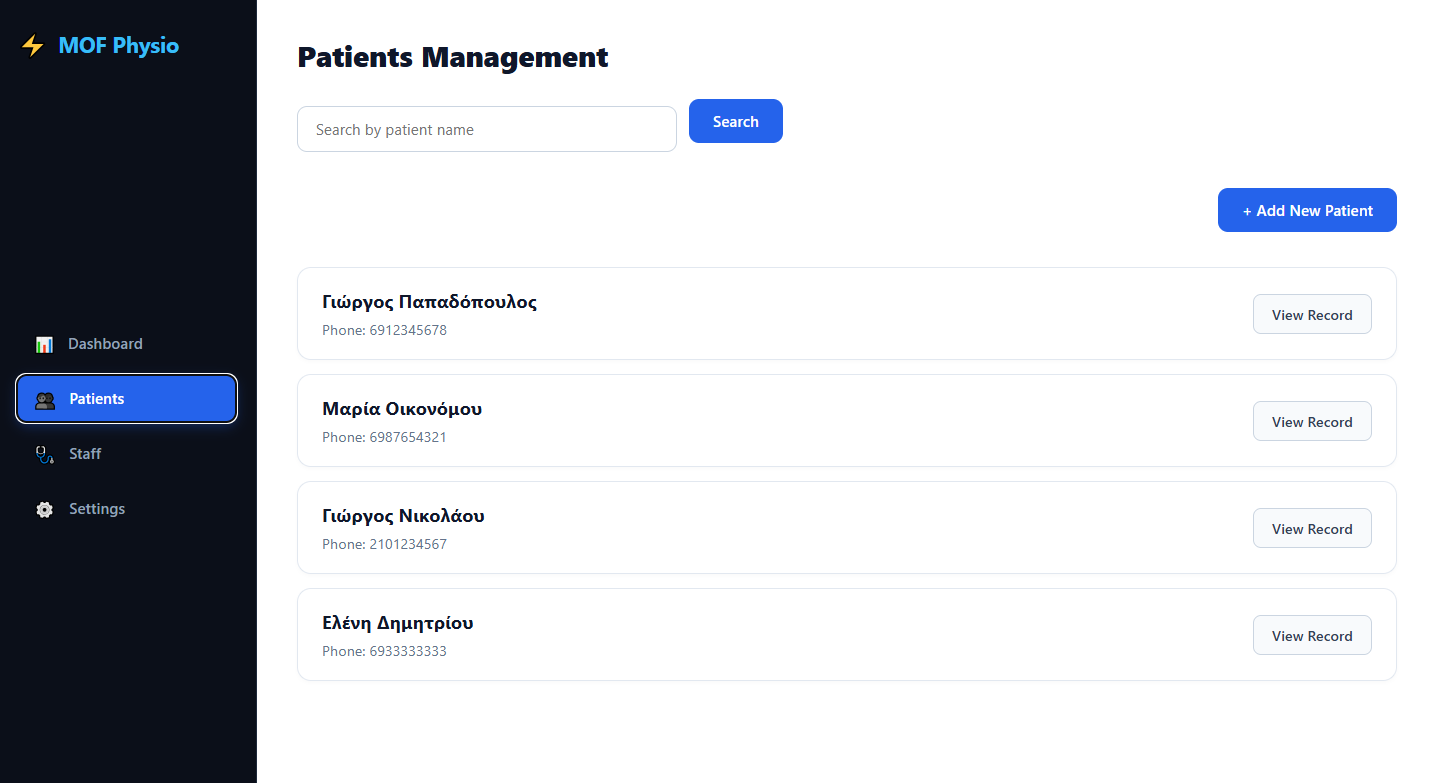 MOF Physio
Dashboard
Patients
Staff
Settings
Patients Management
Search by patient name
Search
+ Add New Patient
Γιώργος Παπαδόπουλος
Phone: 6912345678
View Record
Μαρία Οικονόμου
Phone: 6987654321
View Record
Γιώργος Νικολάου
Phone: 2101234567
View Record
Ελένη Δημητρίου
Phone: 6933333333
View Record